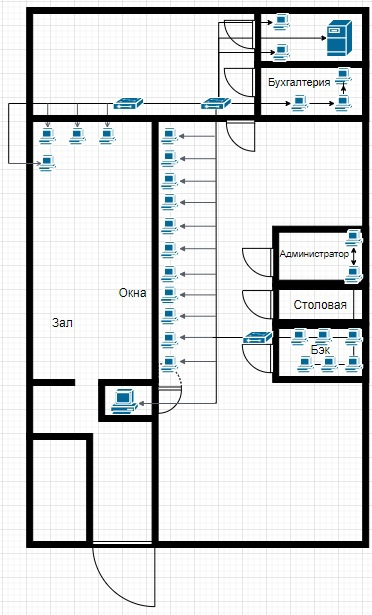 Бухгалтерия
Администратор
Окна
Столовая
Зал
Бэк